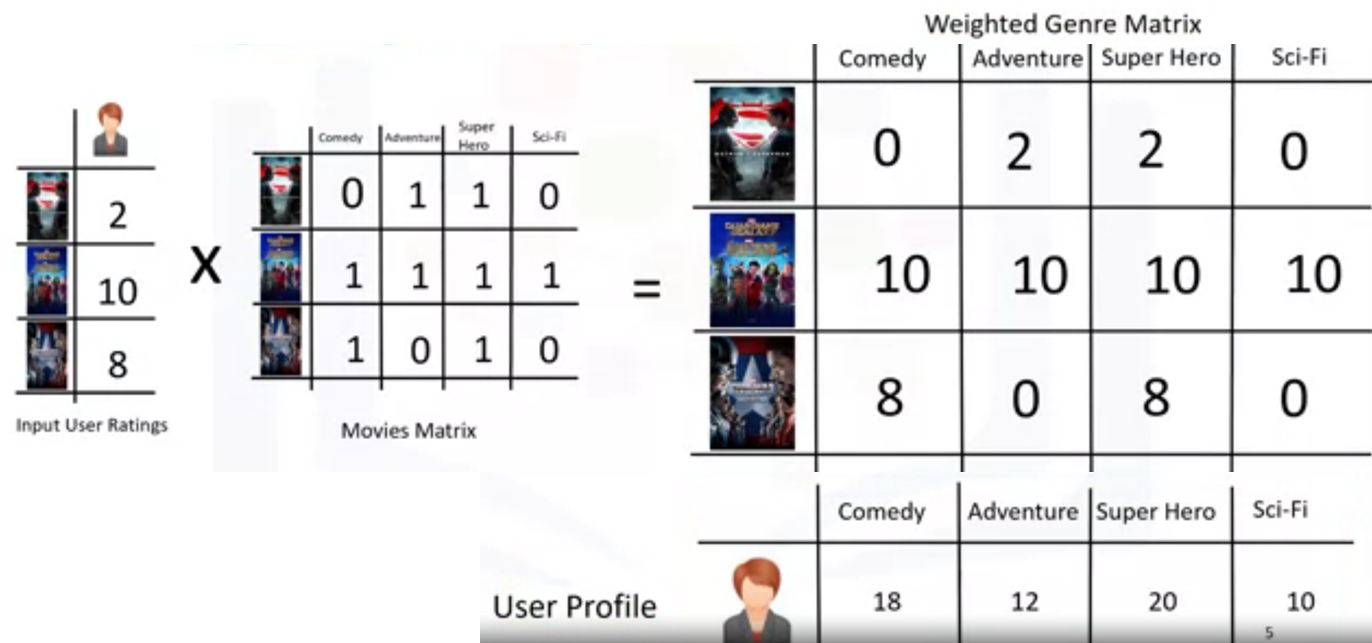 Weighted Genre Matrix
Comedy Adventure Super Hero Sci-Fi
0 2 2 0
10 10 10 10
8 0 8 0
2
10
8
Input User Ratings
X
Comedy Adventure Super Hero Sci-Fi
0 1 1 0
1 1 1 1
1 0 1 0
Movies Matrix
=
Comedy Adventure Super Hero Sci-Fi
User Profile 18 12 20 10
5